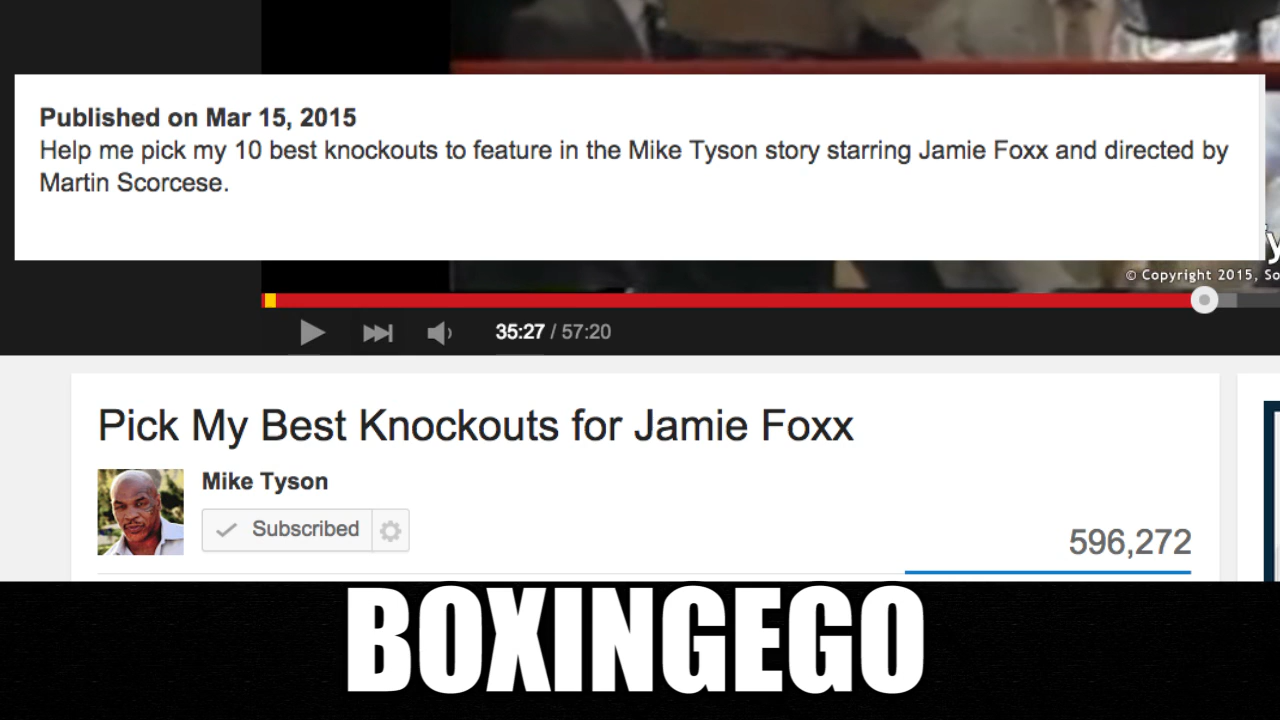 Published on Mar 15, 2015
Help me pick my 10 best knockouts to feature in the Mike Tyson story starring Jamie Foxx and directed by
Martin Scorcese.
© Copyright 2015, So
35:27 / 57:20
Pick My Best Knockouts for Jamie Foxx
Mike Tyson
Subscribed
596,272
BOXINGEGO